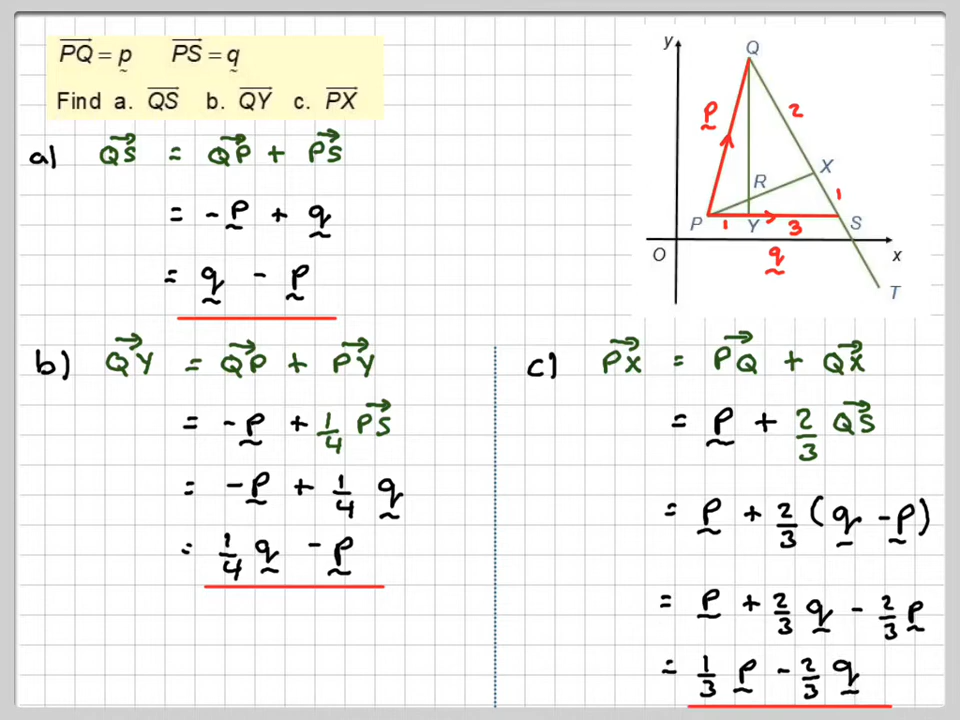 PQ = p PS = q
Find a. QS b. QY c. PX
a) QS = QP + PS
= -p + q
= q - p
b) QY = QP + PY
= -p + 1/4 PS
= -p + 1/4 q
= 1/4 q - p
c) PX = PQ + QX
= p + 2/3 QS
= p + 2/3 (q - p)
= p + 2/3 q - 2/3 p
= 1/3 p - 2/3 q
y
Q
p
2
X
R
1
P
1
Y
3
S
O
q
x
T